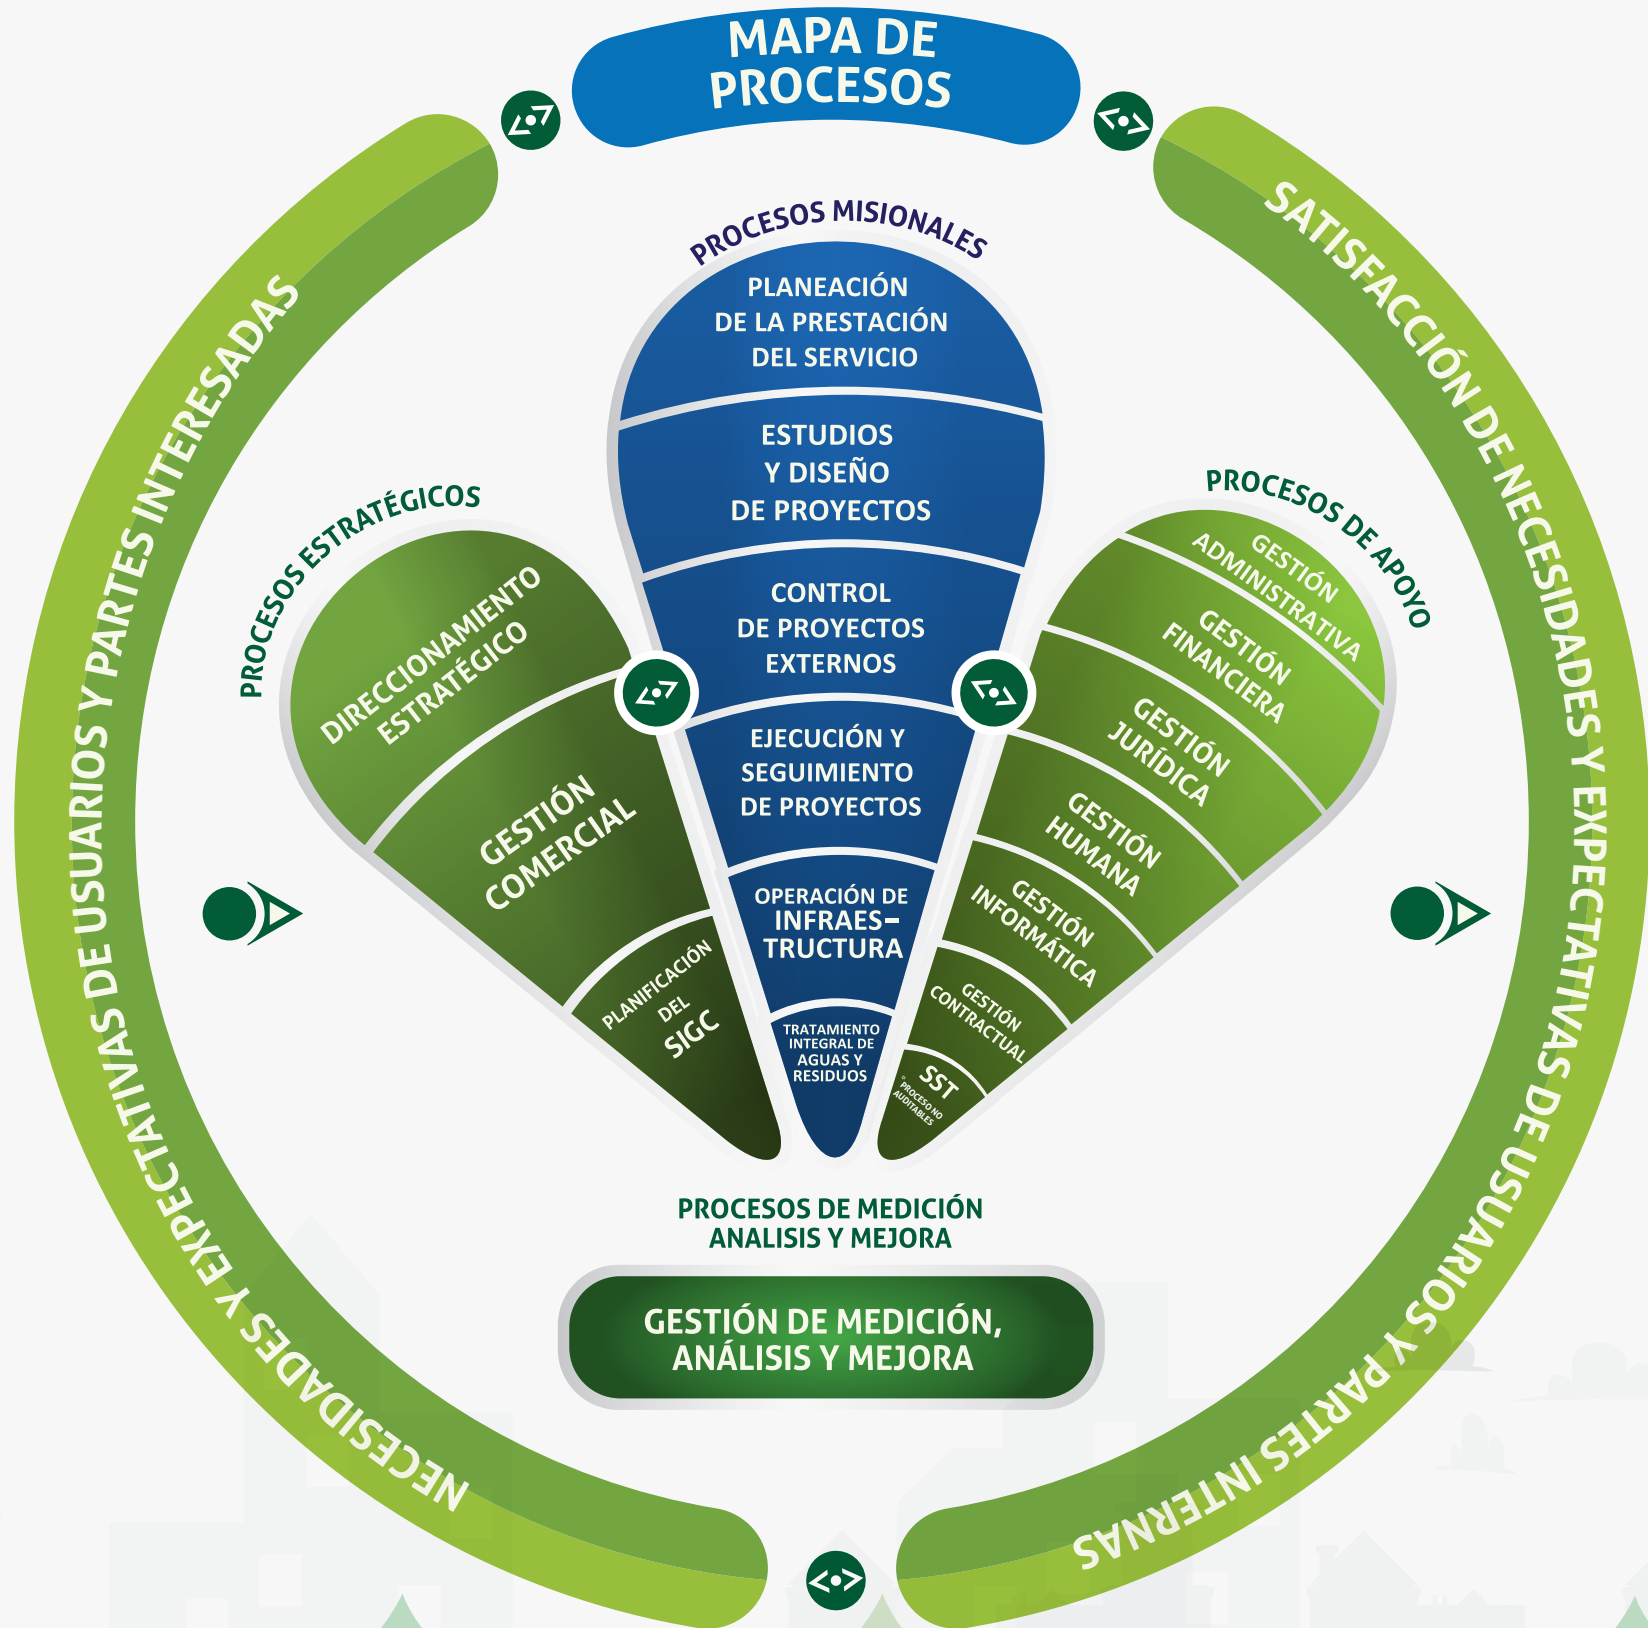 MAPA DE
PROCESOS
NECESIDADES Y EXPECTATIVAS DE USUARIOS Y PARTES INTERESADAS
PROCESOS ESTRATÉGICOS
DIRECCIONAMIENTO
ESTRATÉGICO
GESTIÓN
COMERCIAL
PLANIFICACIÓN
DEL
SIGC
PROCESOS MISIONALES
PLANEACIÓN
DE LA PRESTACIÓN
DEL SERVICIO
ESTUDIOS
Y DISEÑO
DE PROYECTOS
CONTROL
DE PROYECTOS
EXTERNOS
EJECUCIÓN Y
SEGUIMIENTO
DE PROYECTOS
OPERACIÓN DE
INFRAES-
TRUCTURA
TRATAMIENTO
INTEGRAL DE
AGUAS Y
RESIDUOS
PROCESOS DE APOYO
GESTIÓN
ADMINISTRATIVA
GESTIÓN
FINANCIERA
GESTIÓN
JURÍDICA
GESTIÓN
HUMANA
GESTIÓN
INFORMÁTICA
GESTIÓN
CONTRACTUAL
SST
°PROCESO NO
AUDITABLES
SATISFACCIÓN DE NECESIDADES Y EXPECTATIVAS DE USUARIOS Y PARTES INTERNAS
PROCESOS DE MEDICIÓN
ANALISIS Y MEJORA
GESTIÓN DE MEDICIÓN,
ANÁLISIS Y MEJORA